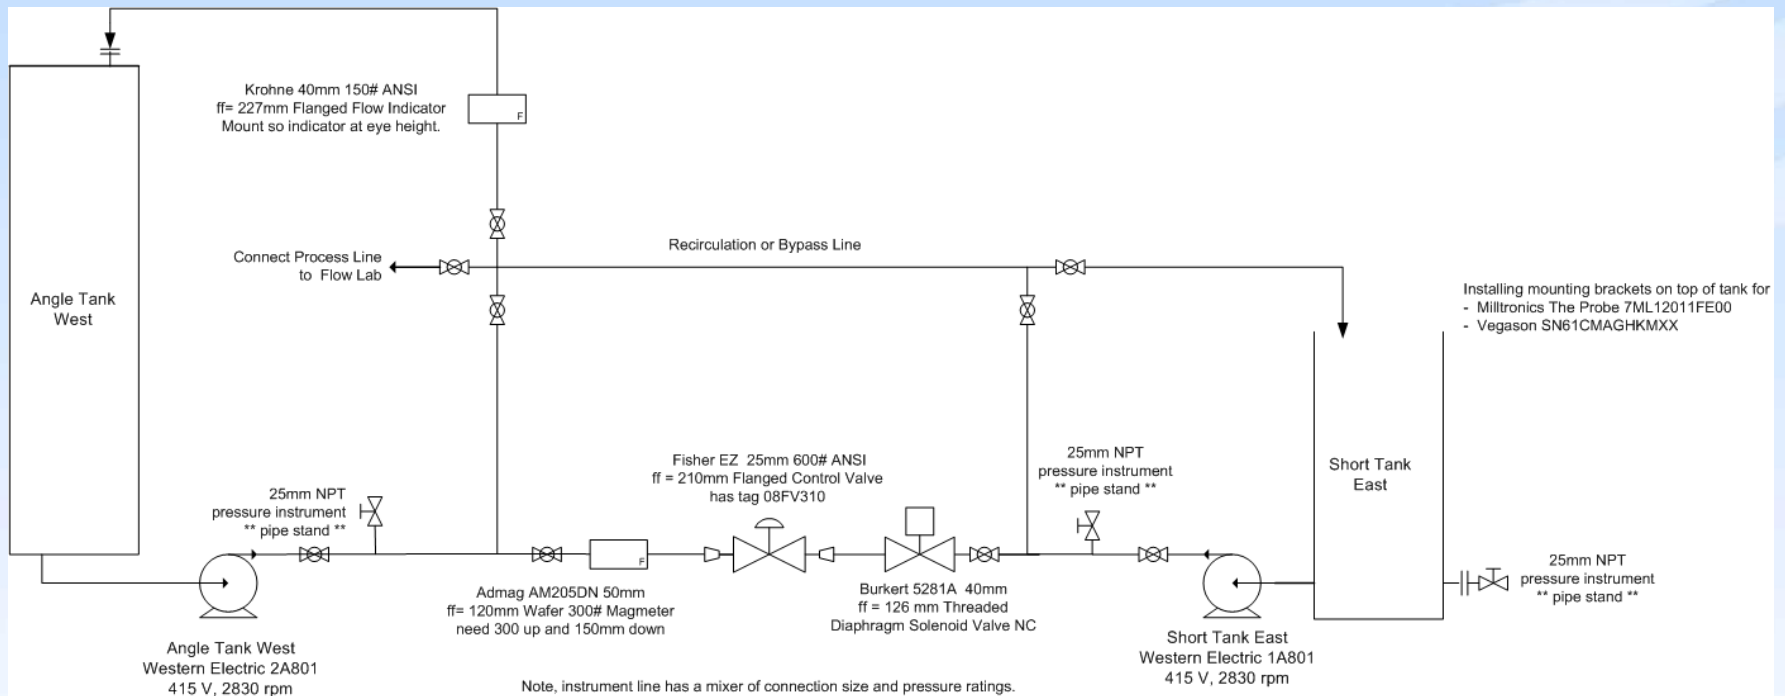 Krohne 40mm 150# ANSI
ff= 227mm Flanged Flow Indicator
Mount so indicator at eye height.
F
Connect Process Line
to Flow Lab
Recirculation or Bypass Line
Angle Tank
West
Installing mounting brackets on top of tank for
- Milltronics The Probe 7ML12011FE00
- Vegason SN61CMAGHKMXX
25mm NPT
pressure instrument
** pipe stand **
Fisher EZ 25mm 600# ANSI
ff = 210mm Flanged Control Valve
has tag 08FV310
25mm NPT
pressure instrument
** pipe stand **
Short Tank
East
F
Admag AM205DN 50mm
ff= 120mm Wafer 300# Magmeter
need 300 up and 150mm down
Burkert 5281A 40mm
ff = 126 mm Threaded
Diaphragm Solenoid Valve NC
25mm NPT
pressure instrument
** pipe stand **
Angle Tank West
Western Electric 2A801
415 V, 2830 rpm
Short Tank East
Western Electric 1A801
415 V, 2830 rpm
Note, instrument line has a mixer of connection size and pressure ratings.